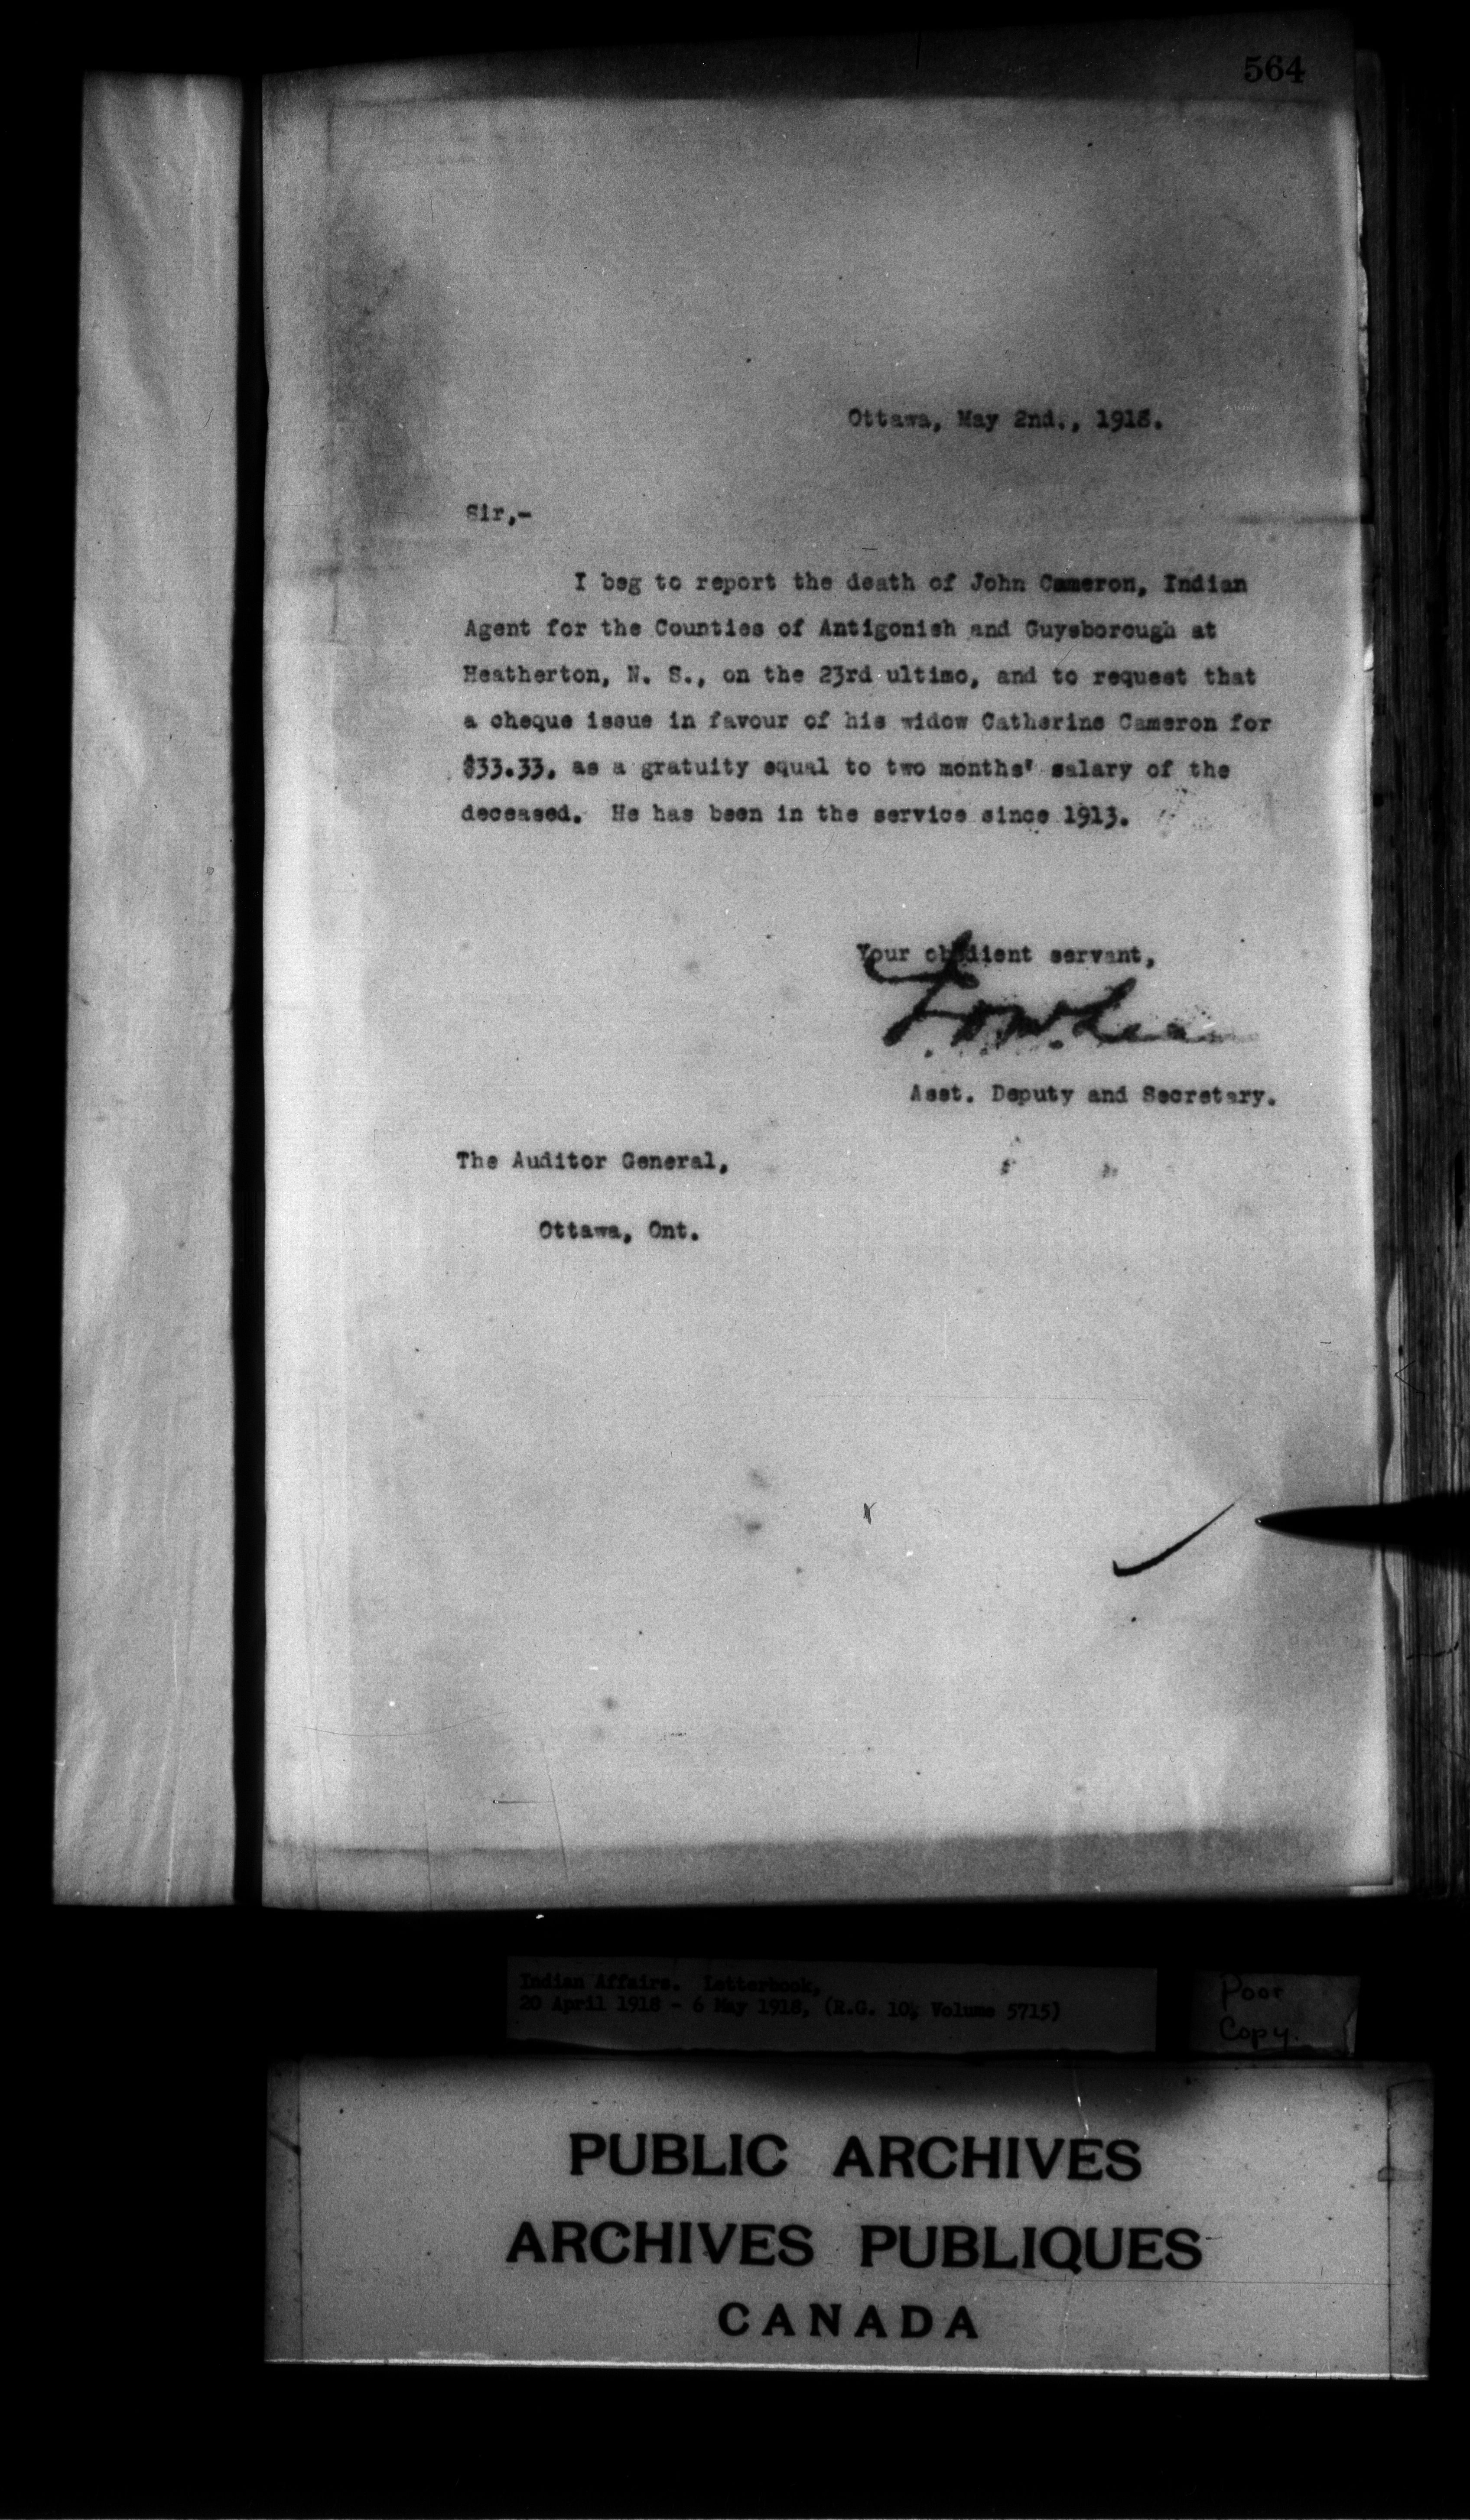 564
Ottawa, May 2nd., 1918.
Sir,-
I beg to report the death of John Cameron, Indian
Agent for the Counties of Antigonish and Guysborough at
Heatherton, N. S., on the 23rd ultimo, and to request that
a cheque issue in favour of his widow Catherine Cameron for
$33.33, as a gratuity equal to two months' salary of the
deceased. He has been in the service since 1913.
Your obedient servant,
Asst. Deputy and Secretary.
The Auditor General,
Ottawa, Ont.
Indian Affairs. Letterbook,
20 April 1918 - 6 May 1918, (R.G. 10, Volume 5715)
Poor
Copy.
PUBLIC ARCHIVES
ARCHIVES PUBLIQUES
CANADA